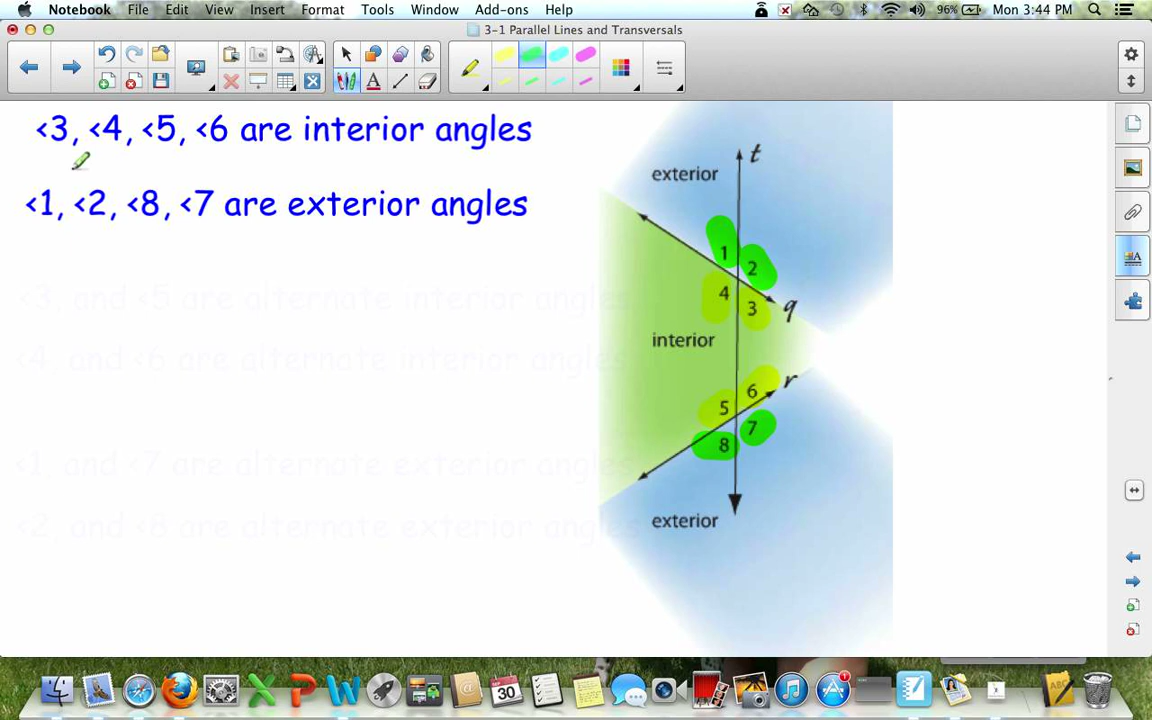 Notebook File Edit View Insert Format Tools Window Add-ons Help 96% Mon 3:44 PM
3-1 Parallel Lines and Transversals
<3, <4, <5, <6 are interior angles
<1, <2, <8, <7 are exterior angles
<3, and <5 are alternate interior angles
<4, and <6 are alternate interior angles
<1, and <7 are alternate exterior angles
<2, and <8 are alternate exterior angles
t
exterior
1
2
4
3
q
interior
r
6
5
7
8
exterior
SEP
30
1